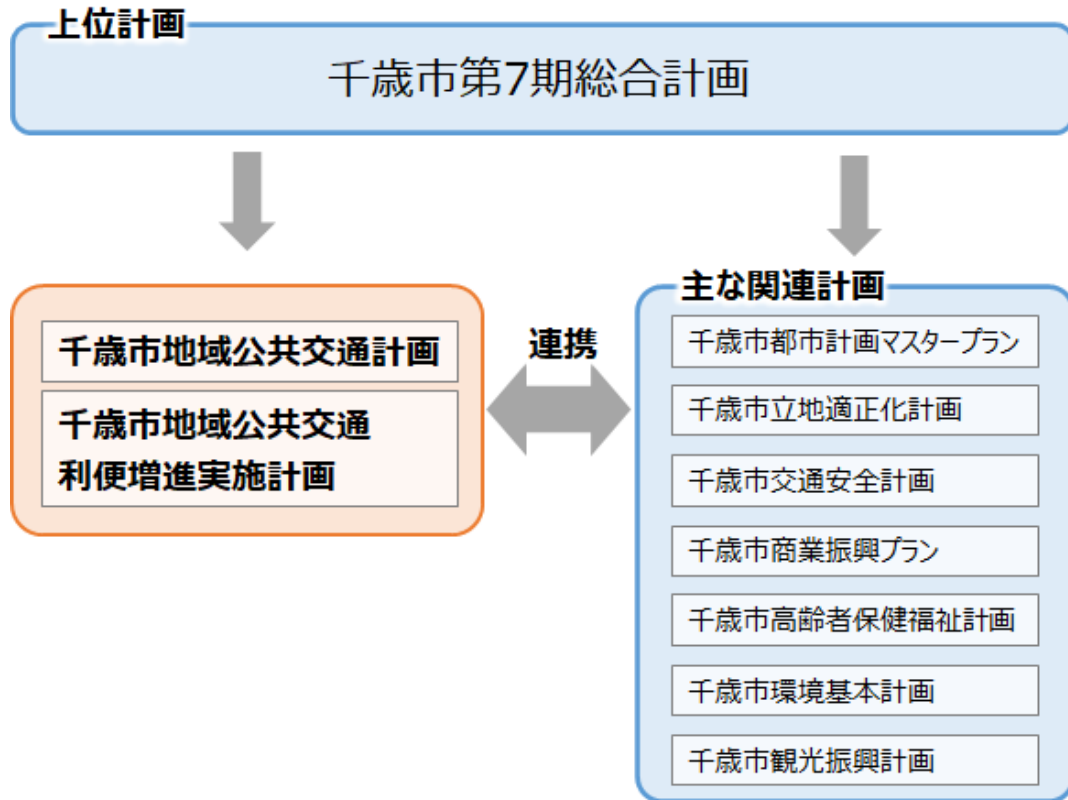 上位計画
千歳市第7期総合計画
千歳市地域公共交通計画
千歳市地域公共交通
利便増進実施計画
連携
主な関連計画
千歳市都市計画マスタープラン
千歳市立地適正化計画
千歳市交通安全計画
千歳市商業振興プラン
千歳市高齢者保健福祉計画
千歳市環境基本計画
千歳市観光振興計画